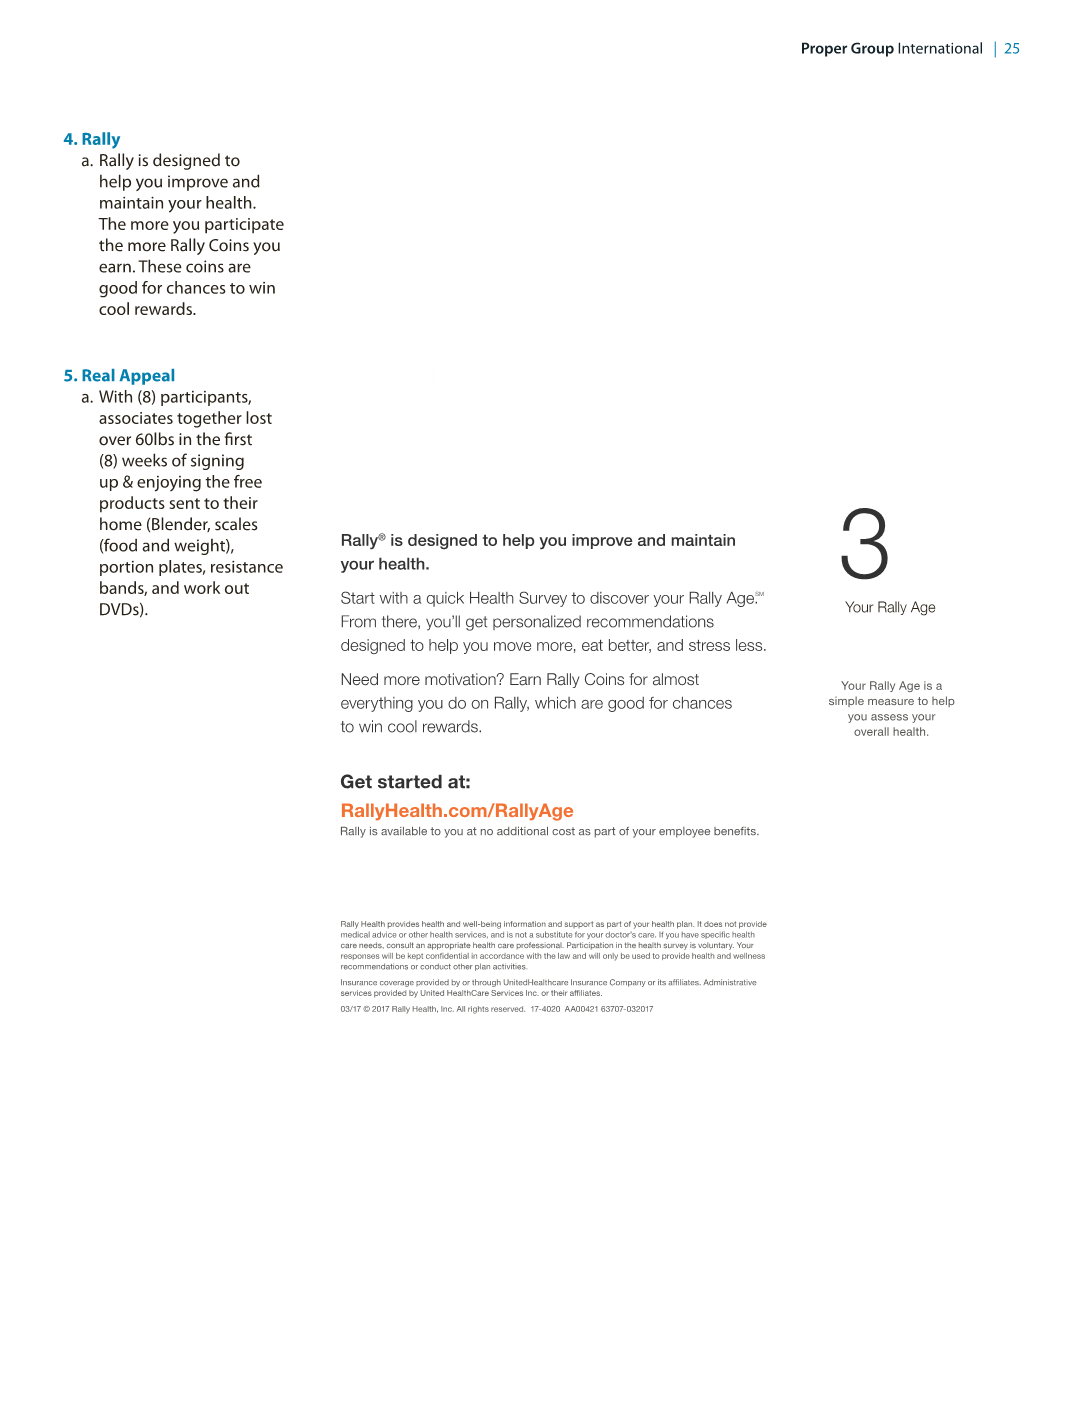 Proper Group International | 25
4. Rally
a. Rally is designed to
help you improve and
maintain your health.
The more you participate
the more Rally Coins you
earn. These coins are
good for chances to win
cool rewards.
5. Real Appeal
a. With (8) participants,
associates together lost
over 60lbs in the first
(8) weeks of signing
up & enjoying the free
products sent to their
home (Blender, scales
(food and weight),
portion plates, resistance
bands, and work out
DVDs).
Rally® is designed to help you improve and maintain
your health.
Start with a quick Health Survey to discover your Rally Age.℠
From there, you’ll get personalized recommendations
designed to help you move more, eat better, and stress less.
Need more motivation? Earn Rally Coins for almost
everything you do on Rally, which are good for chances
to win cool rewards.
Get started at:
RallyHealth.com/RallyAge
Rally is available to you at no additional cost as part of your employee benefits.
3
Your Rally Age
Your Rally Age is a
simple measure to help
you assess your
overall health.
Rally Health provides health and well-being information and support as part of your health plan. It does not provide
medical advice or other health services, and is not a substitute for your doctor’s care. If you have specific health
care needs, consult an appropriate health care professional. Participation in the health survey is voluntary. Your
responses will be kept confidential in accordance with the law and will only be used to provide health and wellness
recommendations or conduct other plan activities.
Insurance coverage provided by or through UnitedHealthcare Insurance Company or its affiliates. Administrative
services provided by United HealthCare Services Inc. or their affiliates.
03/17 © 2017 Rally Health, Inc. All rights reserved. 17-4020 AA00421 63707-032017